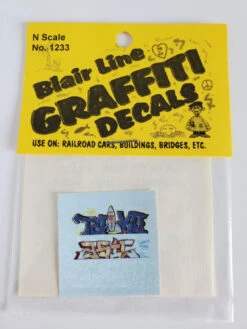 N Scale
No. 1233
Blair Line
GRAFFITI
DECALS
USE ON: RAILROAD CARS, BUILDINGS, BRIDGES, ETC.